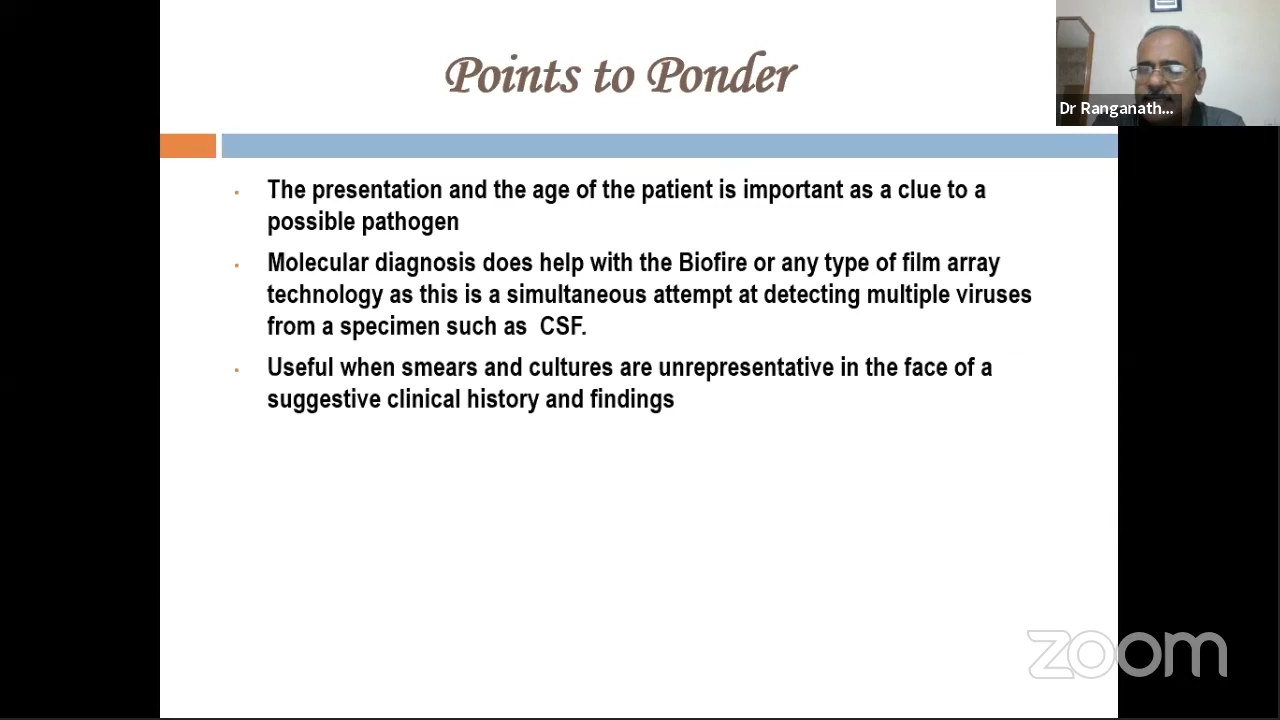 Points to Ponder
Dr Ranganath...
The presentation and the age of the patient is important as a clue to a
possible pathogen
Molecular diagnosis does help with the Biofire or any type of film array
technology as this is a simultaneous attempt at detecting multiple viruses
from a specimen such as  CSF.
Useful when smears and cultures are unrepresentative in the face of a
suggestive clinical history and findings
zoom